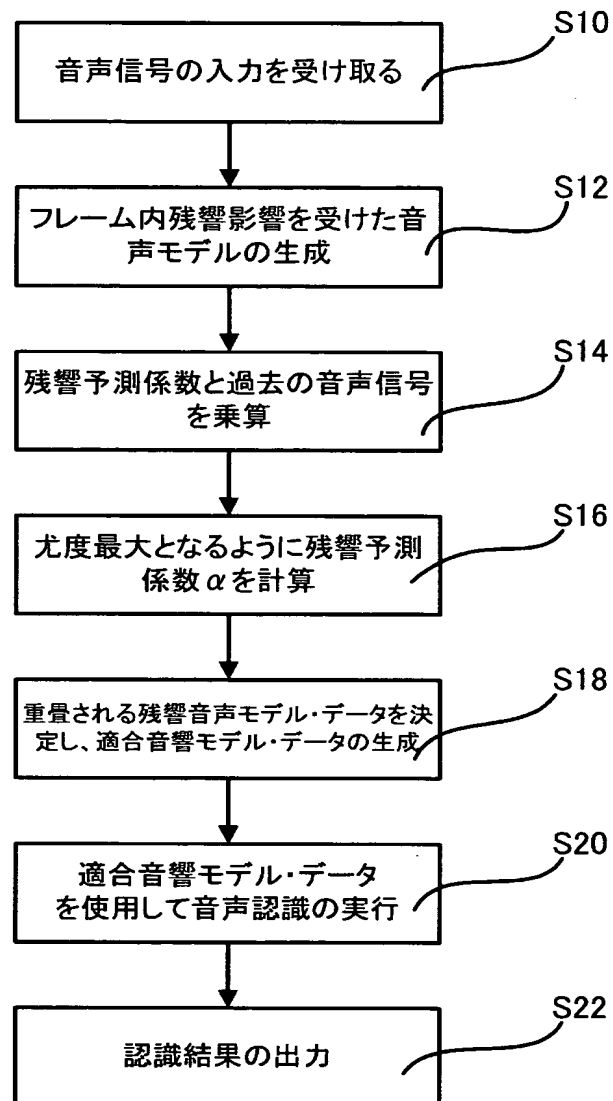 S10
音声信号の入力を受け取る
S12
フレーム内残響影響を受けた音
声モデルの生成
S14
残響予測係数と過去の音声信号
を乗算
S16
尤度最大となるように残響予測
係数αを計算
S18
重畳される残響音声モデル・データを決
定し、適合音響モデル・データの生成
S20
適合音響モデル・データ
を使用して音声認識の実行
S22
認識結果の出力